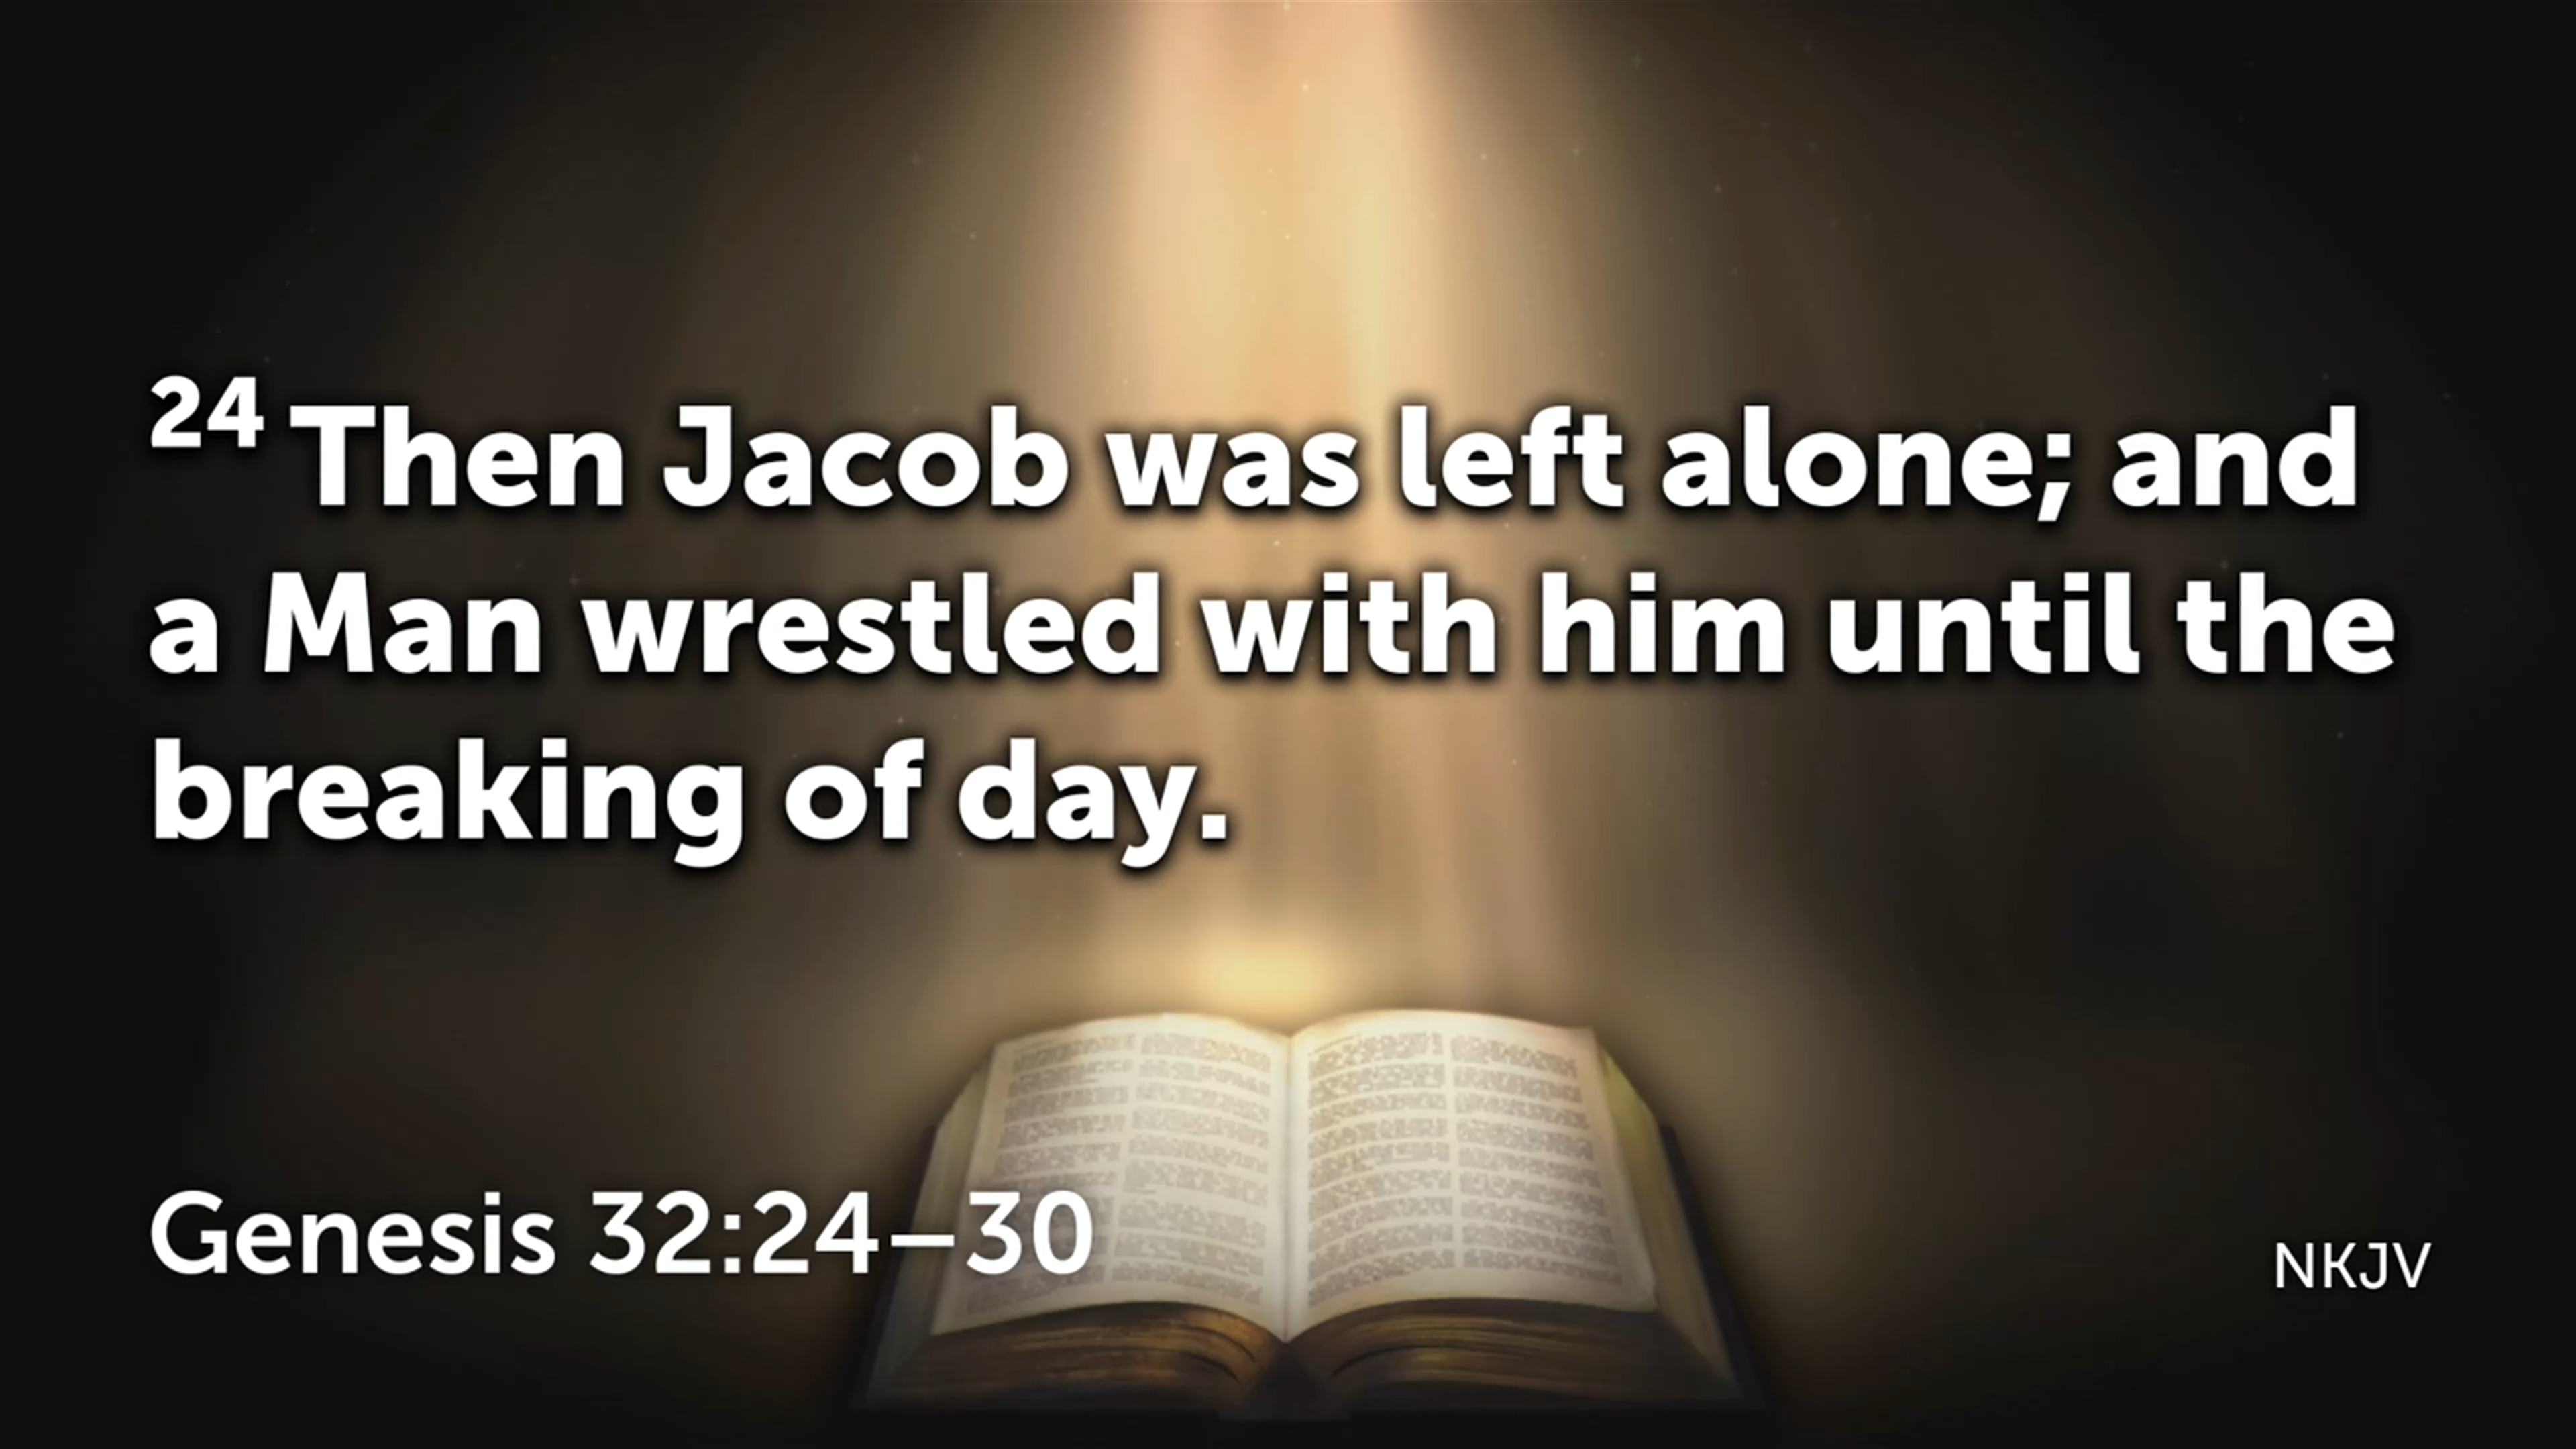 24 Then Jacob was left alone; and
a Man wrestled with him until the
breaking of day.
Genesis 32:24–30
NKJV